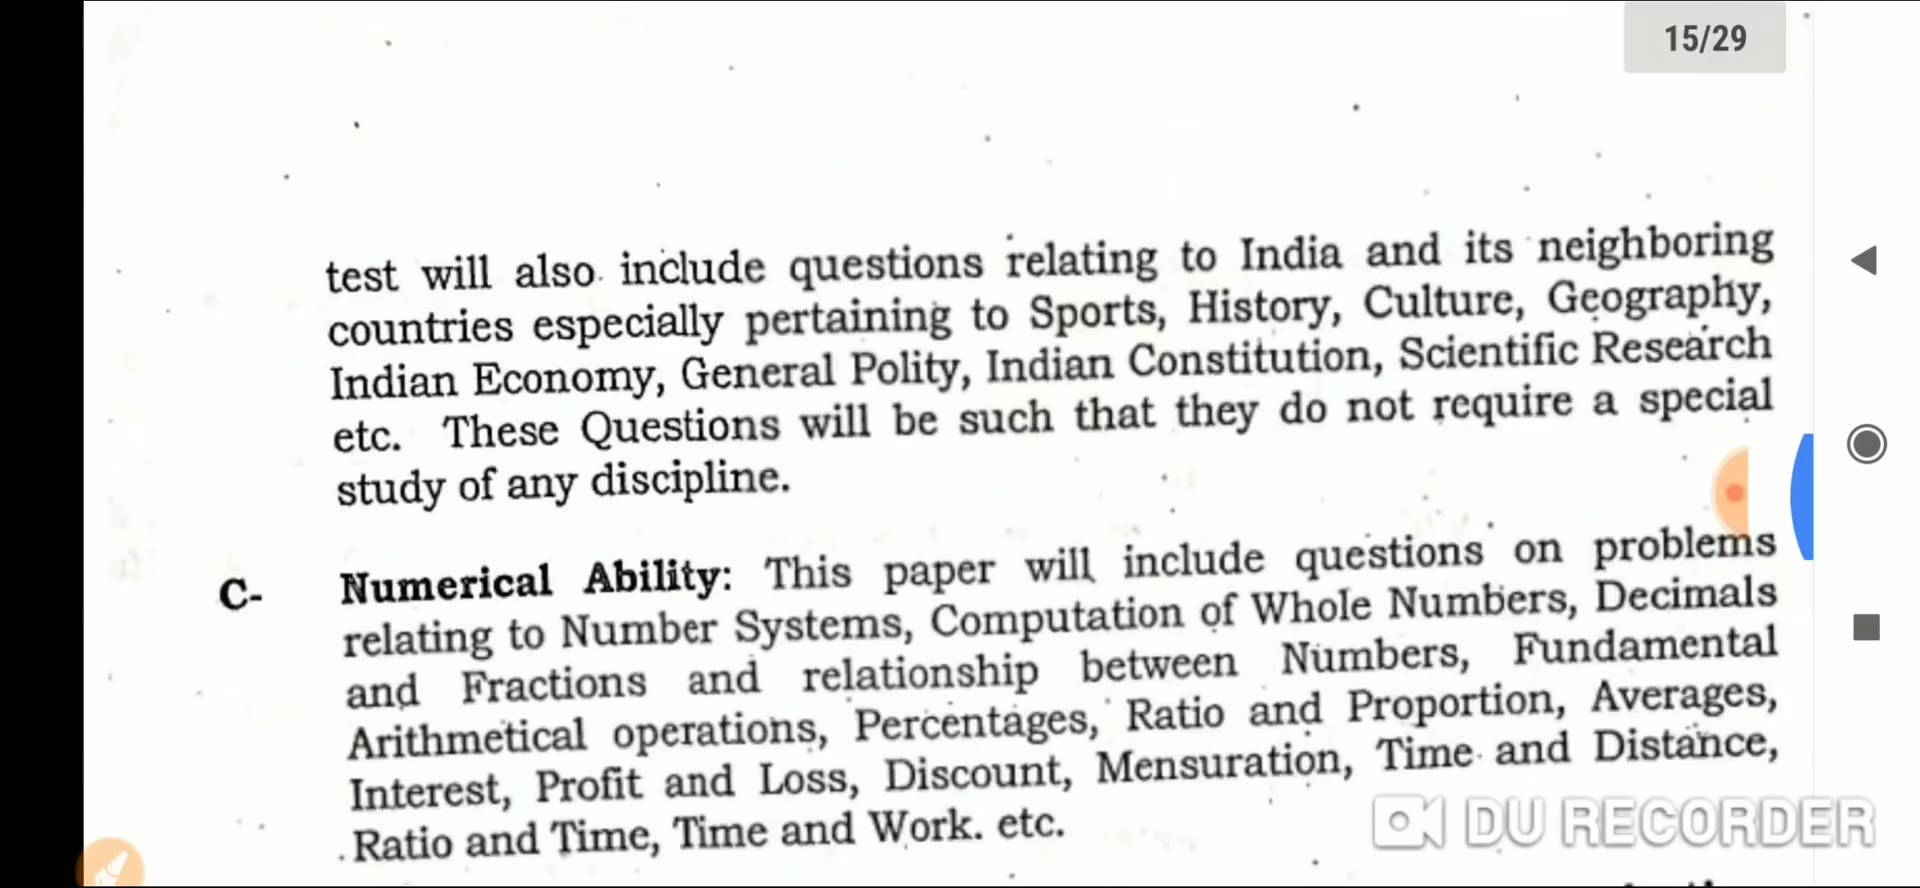 15/29
test will also include questions relating to India and its neighboring
countries especially pertaining to Sports, History, Culture, Geography,
Indian Economy, General Polity, Indian Constitution, Scientific Research
etc. These Questions will be such that they do not require a special
study of any discipline.
C- Numerical Ability: This paper will include questions on problems
relating to Number Systems, Computation of Whole Numbers, Decimals
and Fractions and relationship between Numbers, Fundamental
Arithmetical operations, Percentages, Ratio and Proportion, Averages,
Interest, Profit and Loss, Discount, Mensuration, Time and Distance,
Ratio and Time, Time and Work. etc.
DU RECORDER